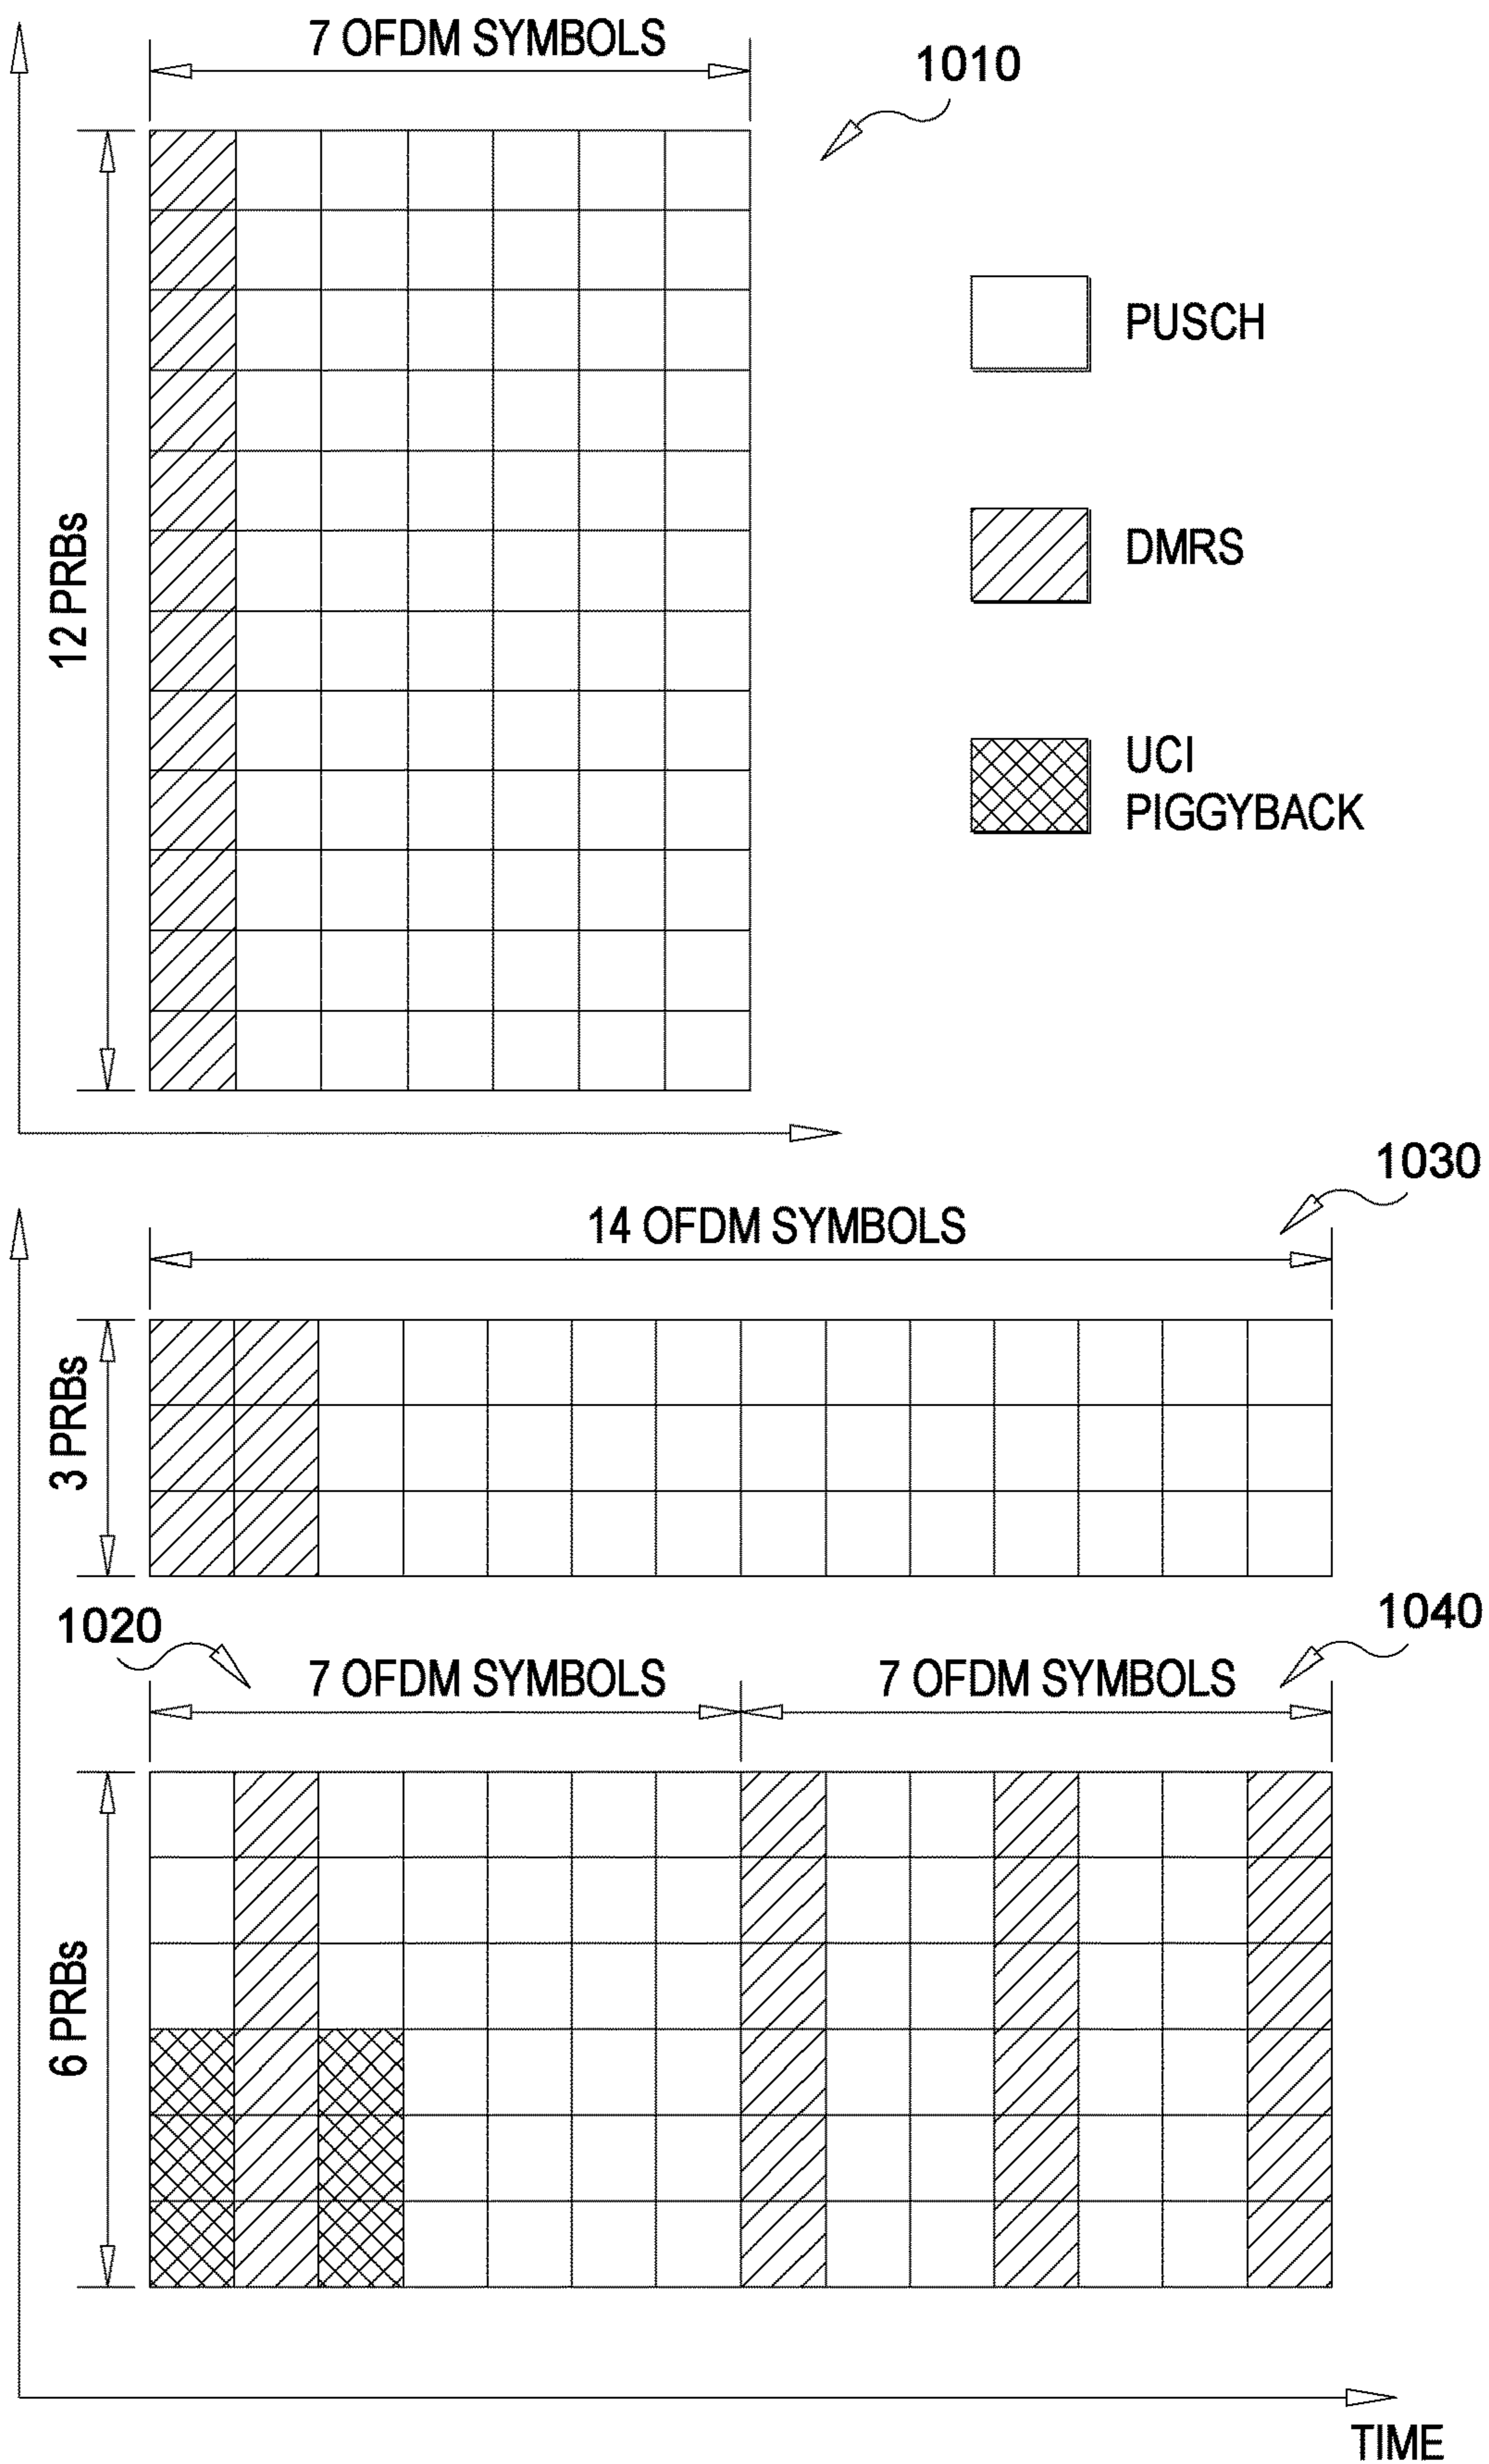 7 OFDM SYMBOLS
1010
12 PRBs
PUSCH
DMRS
UCI
PIGGYBACK
1030
14 OFDM SYMBOLS
3 PRBs
1020
1040
7 OFDM SYMBOLS
7 OFDM SYMBOLS
6 PRBs
TIME